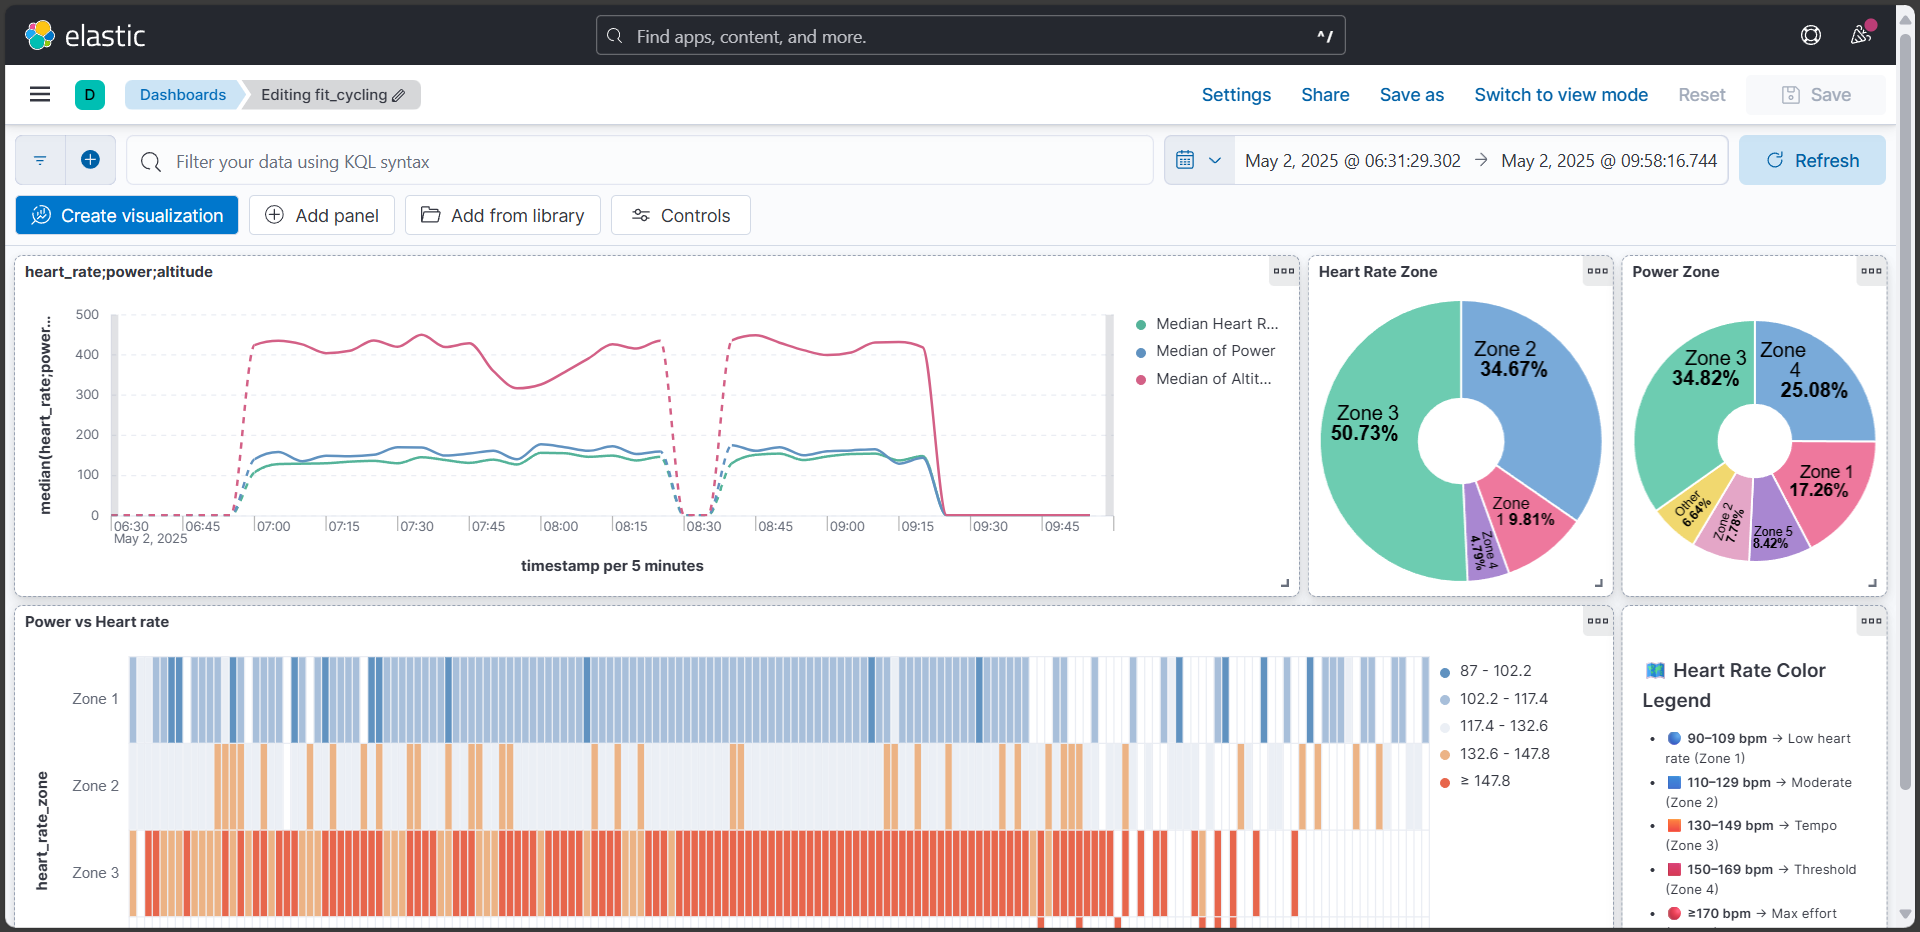 elastic
Find apps, content, and more.
^/
D
Dashboards
Editing fit_cycling
Settings
Share
Save as
Switch to view mode
Reset
Save
Filter your data using KQL syntax
May 2, 2025 @ 06:31:29.302 → May 2, 2025 @ 09:58:16.744
Refresh
Create visualization
Add panel
Add from library
Controls
heart_rate;power;altitude
median(heart_rate;power...
500
400
300
200
100
0
06:30
06:45
07:00
07:15
07:30
07:45
08:00
08:15
08:30
08:45
09:00
09:15
09:30
09:45
May 2, 2025
timestamp per 5 minutes
Median Heart R...
Median of Power
Median of Altit...
Heart Rate Zone
Zone 2
34.67%
Zone 3
50.73%
Zone
1 9.81%
Zone 4
4.79%
Power Zone
Zone 3
34.82%
Zone
4
25.08%
Zone 1
17.26%
Other
6.64%
Zone 2
7.78%
Zone 5
8.42%
Power vs Heart rate
heart_rate_zone
Zone 1
Zone 2
Zone 3
87 - 102.2
102.2 - 117.4
117.4 - 132.6
132.6 - 147.8
≥ 147.8
Heart Rate Color
Legend
90–109 bpm → Low heart
rate (Zone 1)
110–129 bpm → Moderate
(Zone 2)
130–149 bpm → Tempo
(Zone 3)
150–169 bpm → Threshold
(Zone 4)
≥170 bpm → Max effort